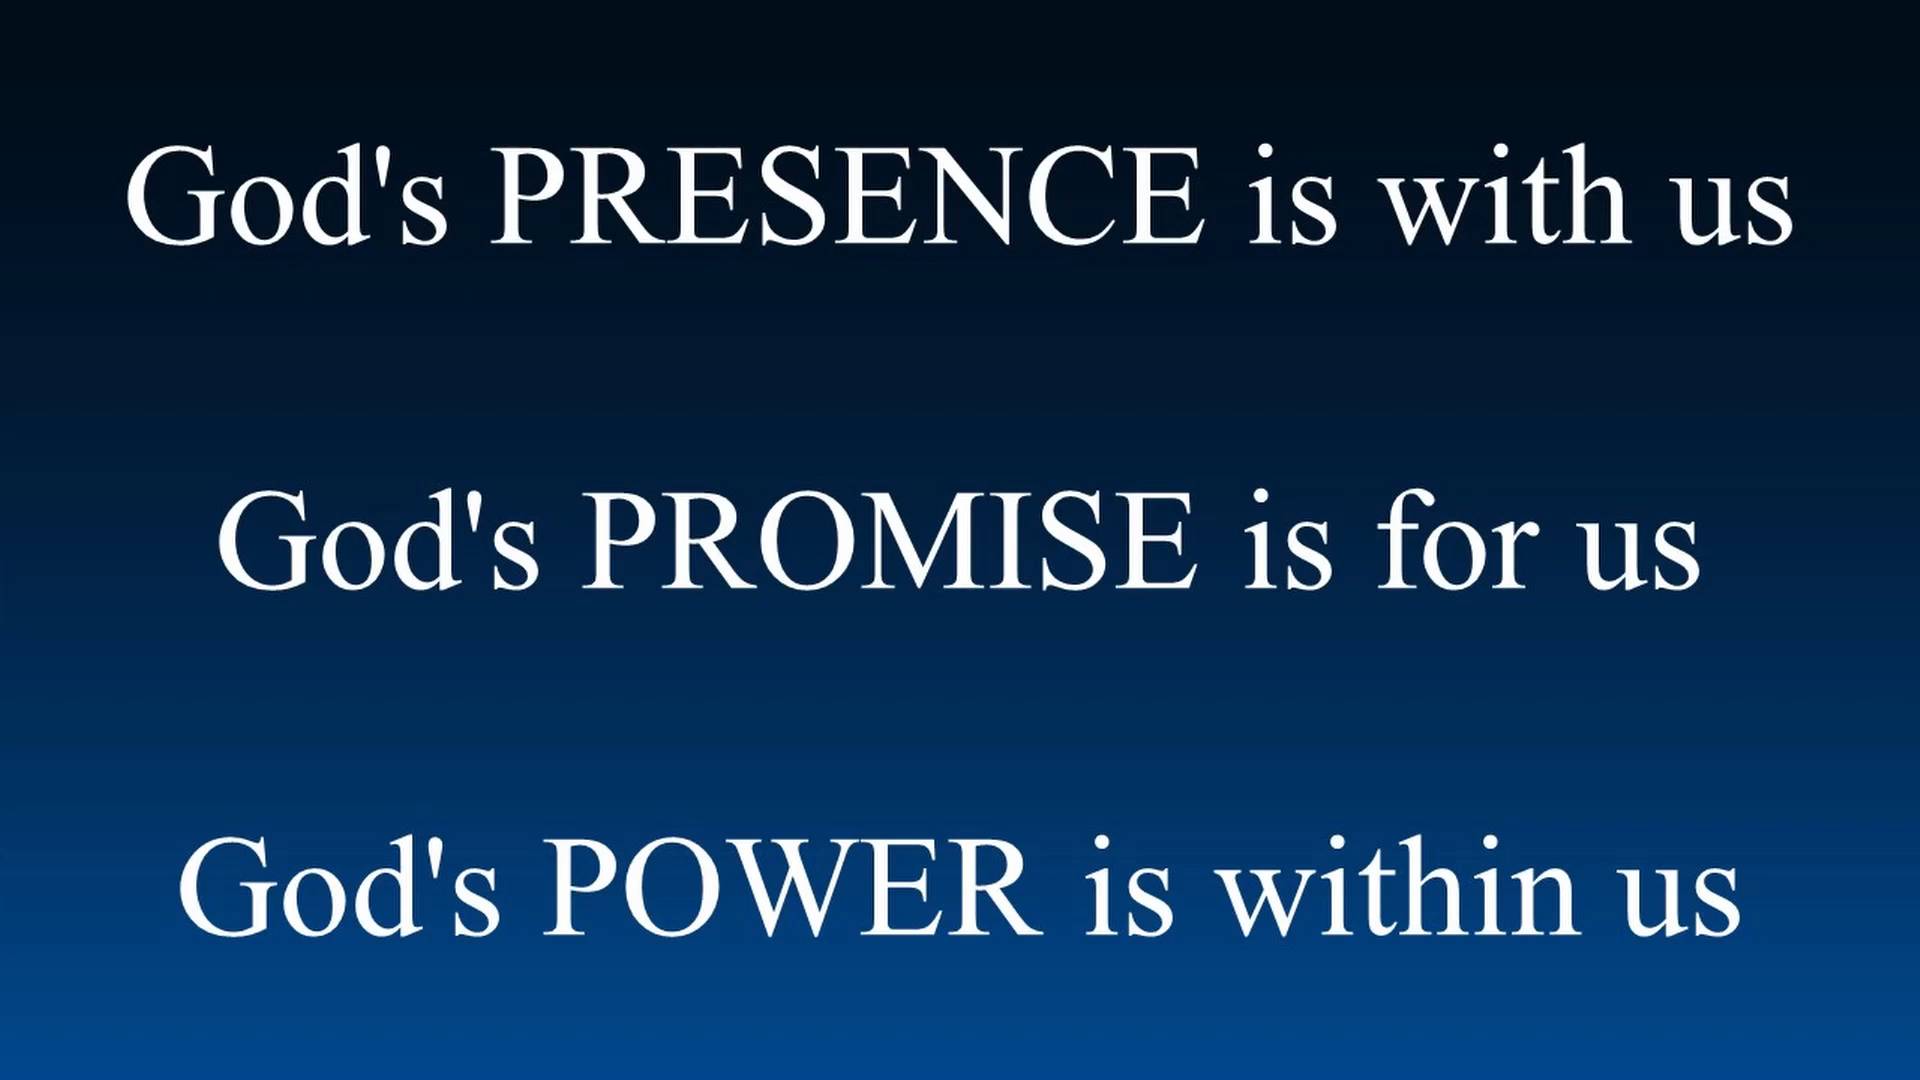 God's PRESENCE is with us
God's PROMISE is for us
God's POWER is within us